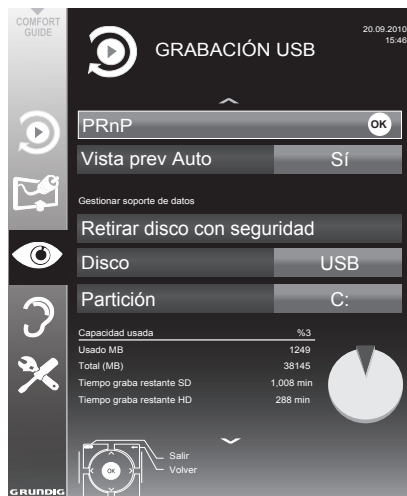 COMFORT
GUIDE
GRABACIÓN USB
20.09.2010
15:46
PRnP
OK
Vista prev Auto
Sí
Gestionar soporte de datos
Retirar disco con seguridad
Disco
USB
Partición
C:
Capacidad usada %3
Usado MB 1249
Total (MB) 38145
Tiempo graba restante SD 1,008 min
Tiempo graba restante HD 288 min
Salir
Volver
OK
GRUNDIG